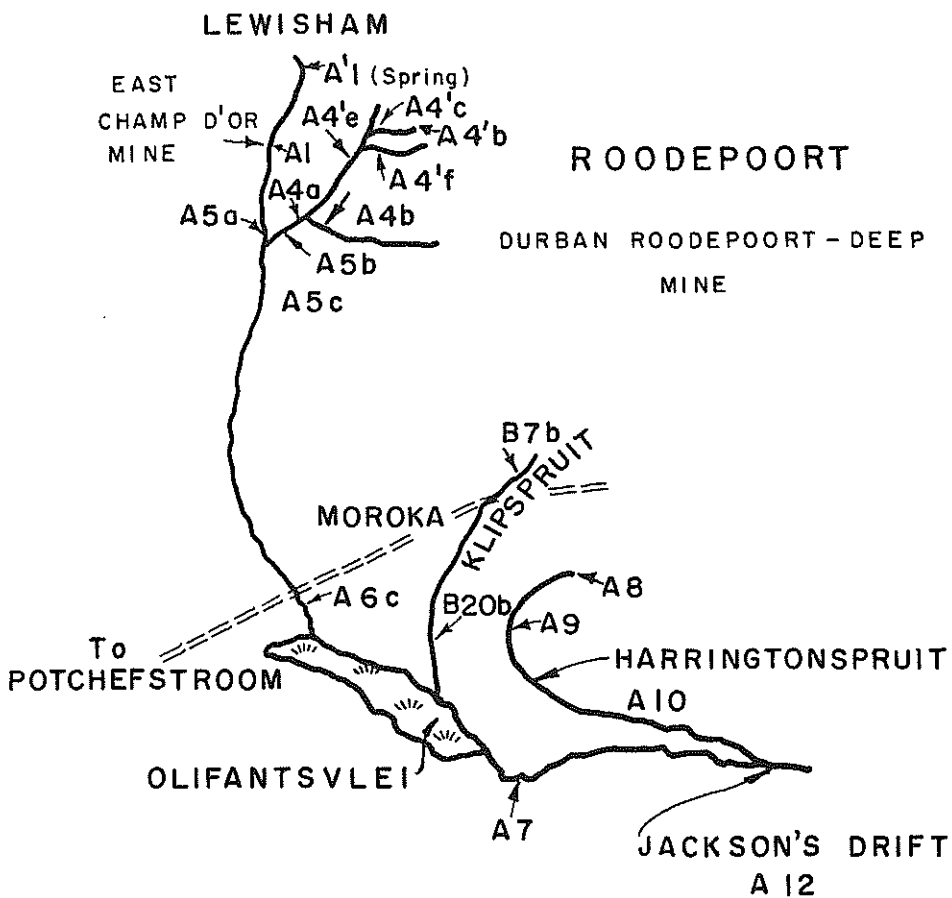 LEWISHAM
A'1 (Spring)
EAST
CHAMP D'OR
MINE
A4'e
A4'c
A4'b
A1
A4'f
ROODEPOORT
A4a
A5a
A4b
A5b
DURBAN ROODEPOORT-DEEP
MINE
A5c
B7b
KLIPSPRUIT
MOROKA
A6c
B20b
A8
A9
To
POTCHEFSTROOM
HARRINGTONSPRUIT
A10
OLIFANTSVLEI
A7
JACKSON'S DRIFT
A12